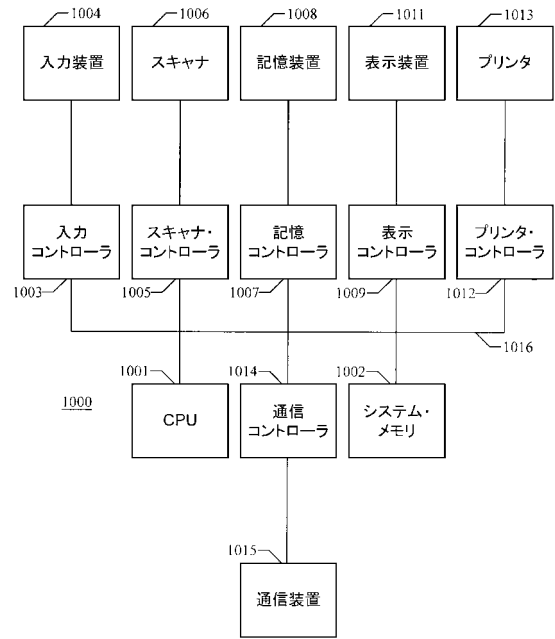 1004
1006
1008
1011
1013
入力装置
スキャナ
記憶装置
表示装置
プリンタ
入力
コントローラ
スキャナ・
コントローラ
記憶
コントローラ
表示
コントローラ
プリンタ・
コントローラ
1003
1005
1007
1009
1012
1016
1001
1014
1002
1000
CPU
通信
コントローラ
システム・
メモリ
1015
通信装置